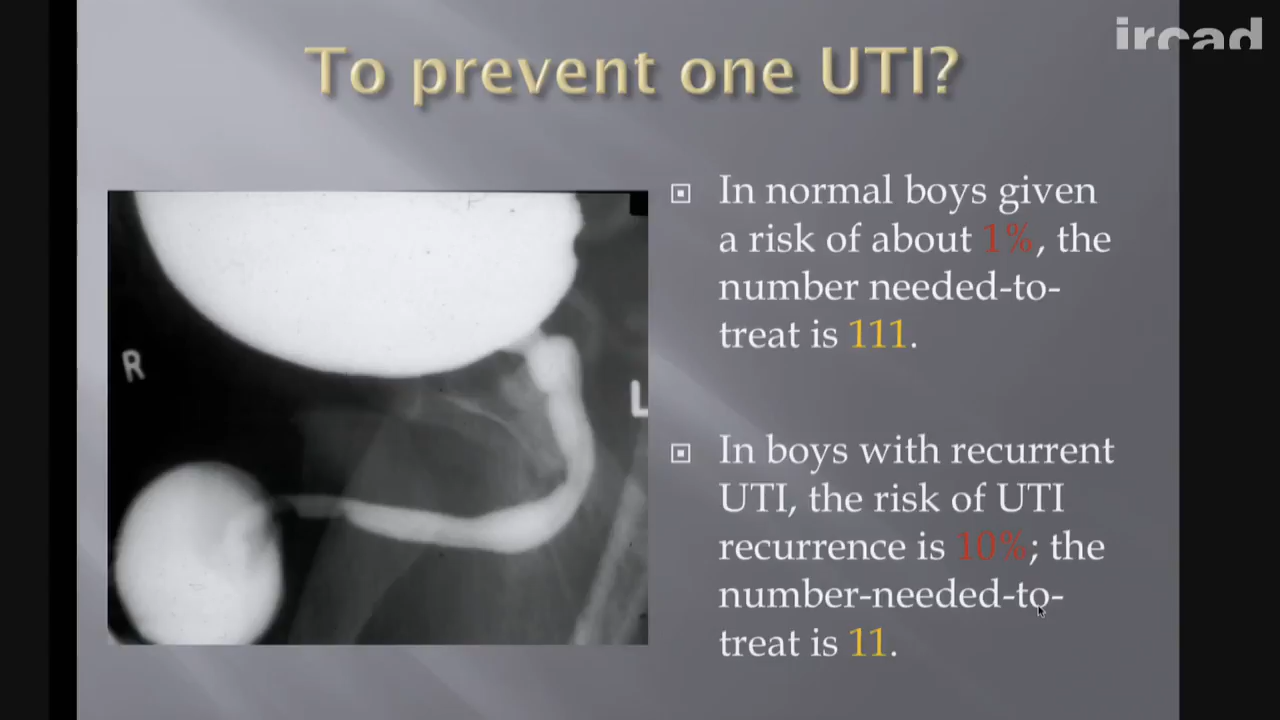 ircad
To prevent one UTI?
In normal boys given
a risk of about 1%, the
number needed-to-
treat is 111.
In boys with recurrent
UTI, the risk of UTI
recurrence is 10%; the
number-needed-to-
treat is 11.
R
L